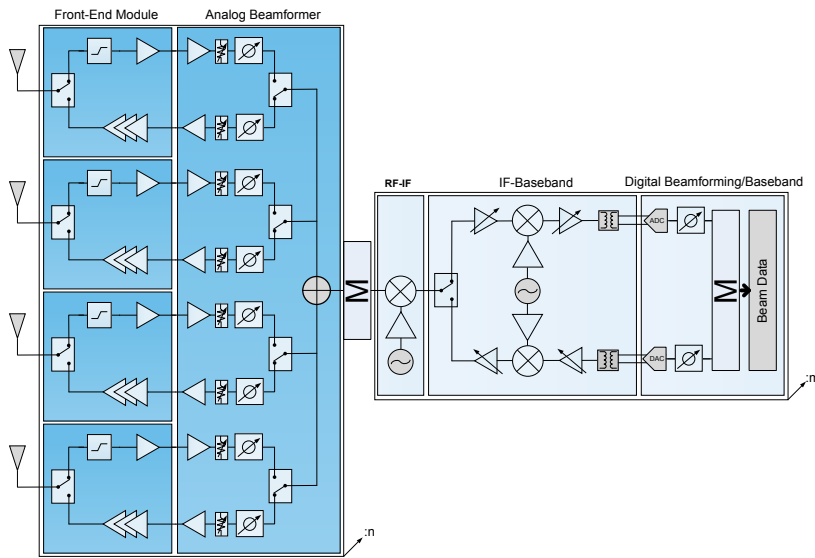 Front-End Module
Analog Beamformer
RF-IF
IF-Baseband
Digital Beamforming/Baseband
ADC
M
M
Beam Data
DAC
:n
:n